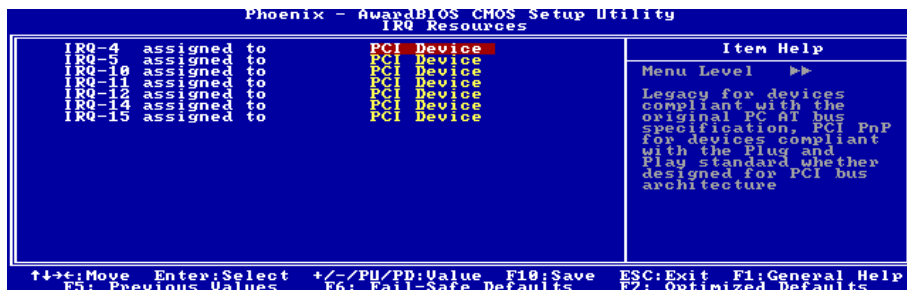 Phoenix - AwardBIOS CMOS Setup Utility
IRQ Resources
IRQ-4 assigned to PCI Device
IRQ-5 assigned to PCI Device
IRQ-10 assigned to PCI Device
IRQ-11 assigned to PCI Device
IRQ-12 assigned to PCI Device
IRQ-14 assigned to PCI Device
IRQ-15 assigned to PCI Device
Item Help
Menu Level ▶▶
Legacy for devices
compliant with the
original PC AT bus
specification, PCI PnP
for devices compliant
with the Plug and
Play standard whether
designed for PCI bus
architecture
↑↓→←:Move Enter:Select +/-/PU/PD:Value F10:Save ESC:Exit F1:General Help
F5: Previous Values F6: Fail-Safe Defaults F7: Optimized Defaults